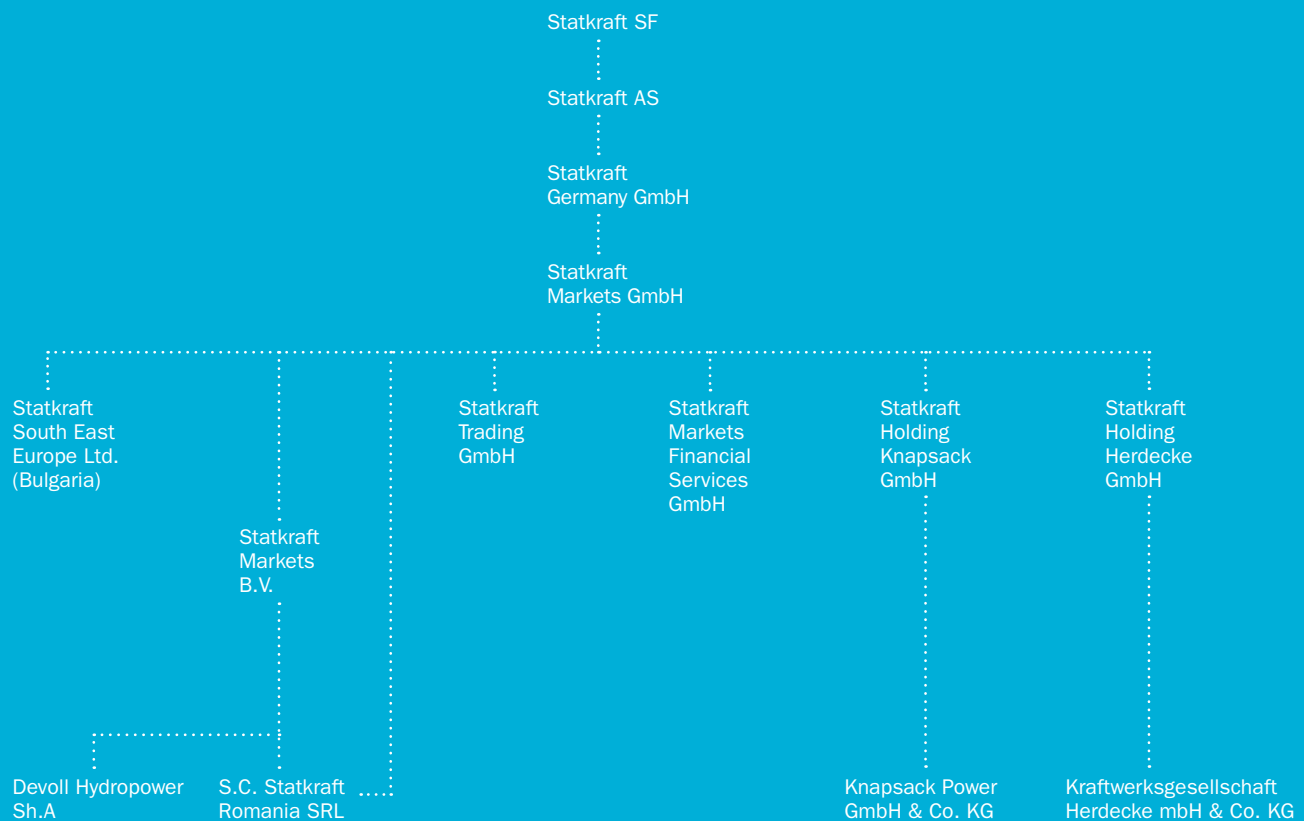 Statkraft SF
Statkraft AS
Statkraft
Germany GmbH
Statkraft
Markets GmbH
Statkraft
South East
Europe Ltd.
(Bulgaria)
Statkraft
Markets
B.V.
Statkraft
Trading
GmbH
Statkraft
Markets
Financial
Services
GmbH
Statkraft
Holding
Knapsack
GmbH
Statkraft
Holding
Herdecke
GmbH
Devoll Hydropower
Sh.A
S.C. Statkraft
Romania SRL
Knapsack Power
GmbH & Co. KG
Kraftwerksgesellschaft
Herdecke mbH & Co. KG